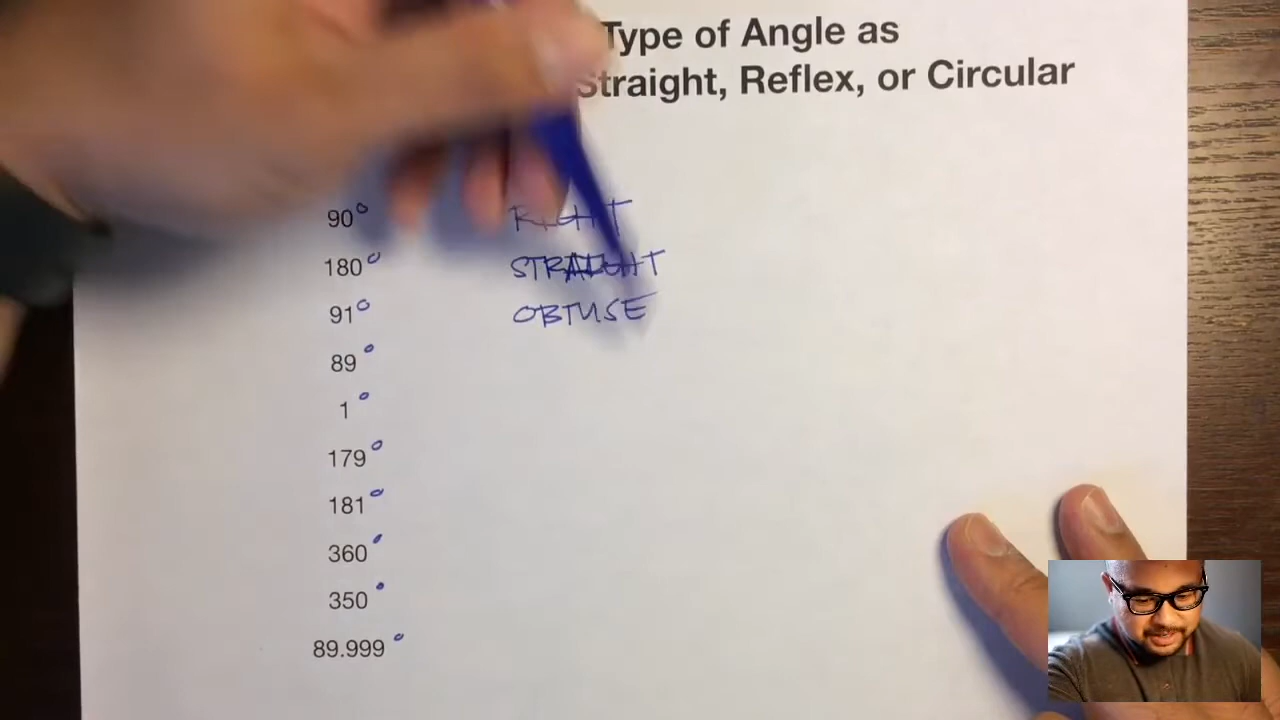 Type of Angle as
Straight, Reflex, or Circular
90° RIGHT
180° STRAIGHT
91° OBTUSE
89°
1°
179°
181°
360°
350°
89.999°